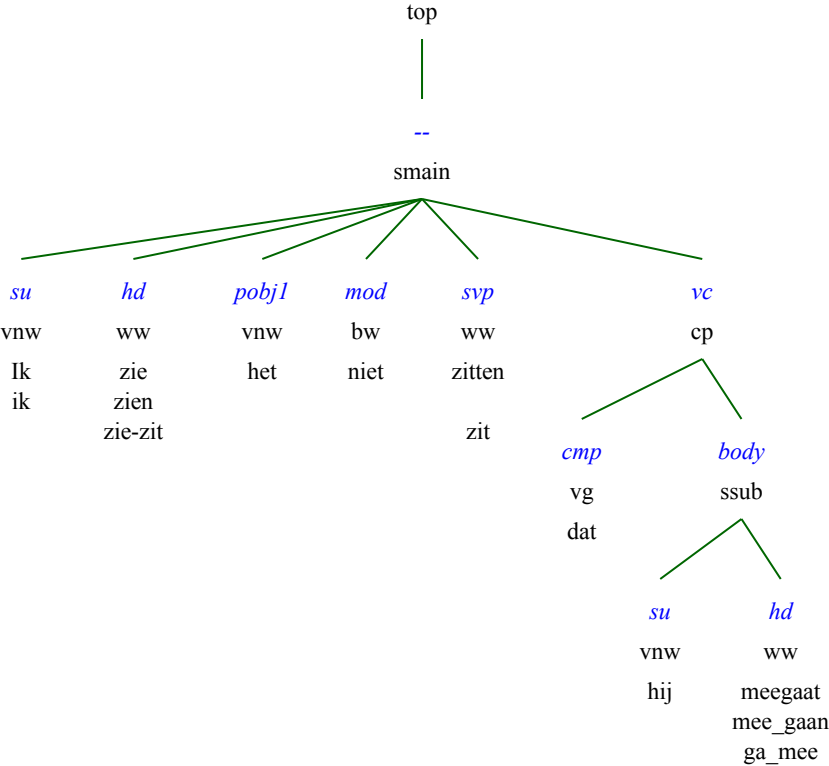 top
--
smain
su hd pobj1 mod svp vc
vnw ww vnw bw ww cp
Ik zie het niet zitten
ik zien
zie-zit zit
cmp body
vg ssub
dat
su hd
vnw ww
hij meegaat
mee_gaan
ga_mee